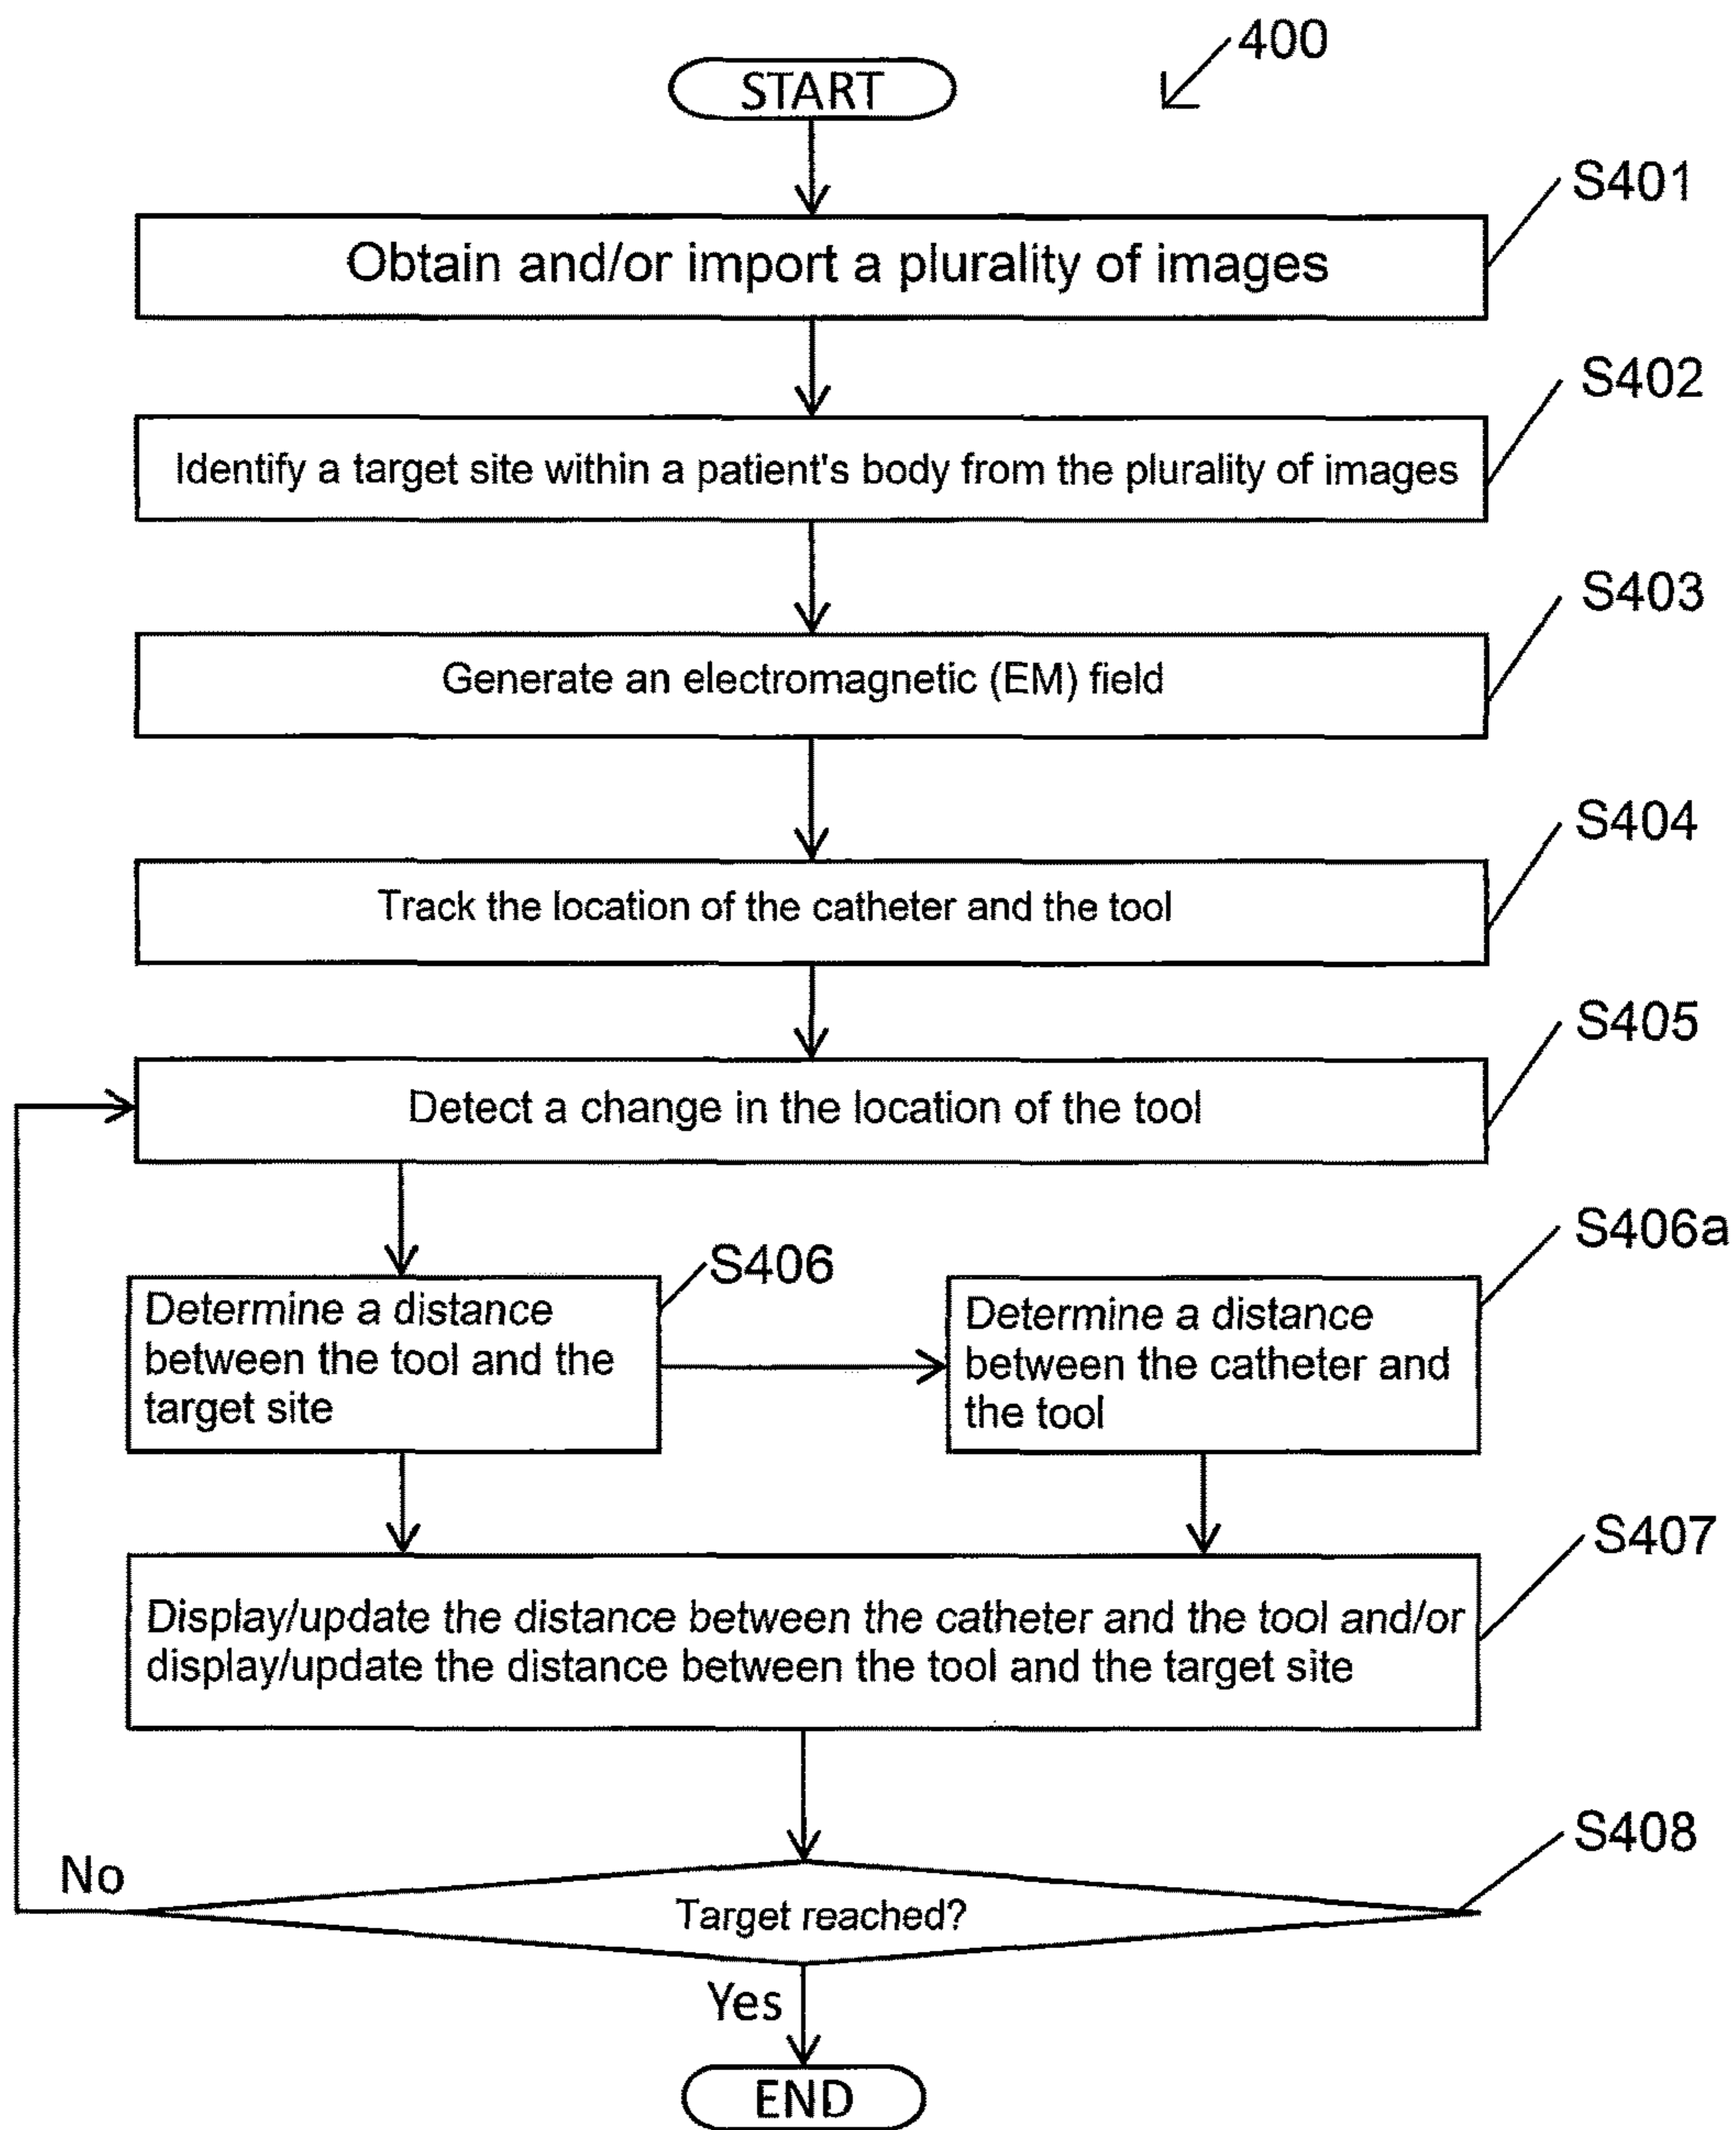 400
START
S401
Obtain and/or import a plurality of images
S402
Identify a target site within a patient's body from the plurality of images
S403
Generate an electromagnetic (EM) field
S404
Track the location of the catheter and the tool
S405
Detect a change in the location of the tool
S406
Determine a distance
between the tool and the
target site
S406a
Determine a distance
between the catheter and
the tool
S407
Display/update the distance between the catheter and the tool and/or
display/update the distance between the tool and the target site
S408
No
Target reached?
Yes
END